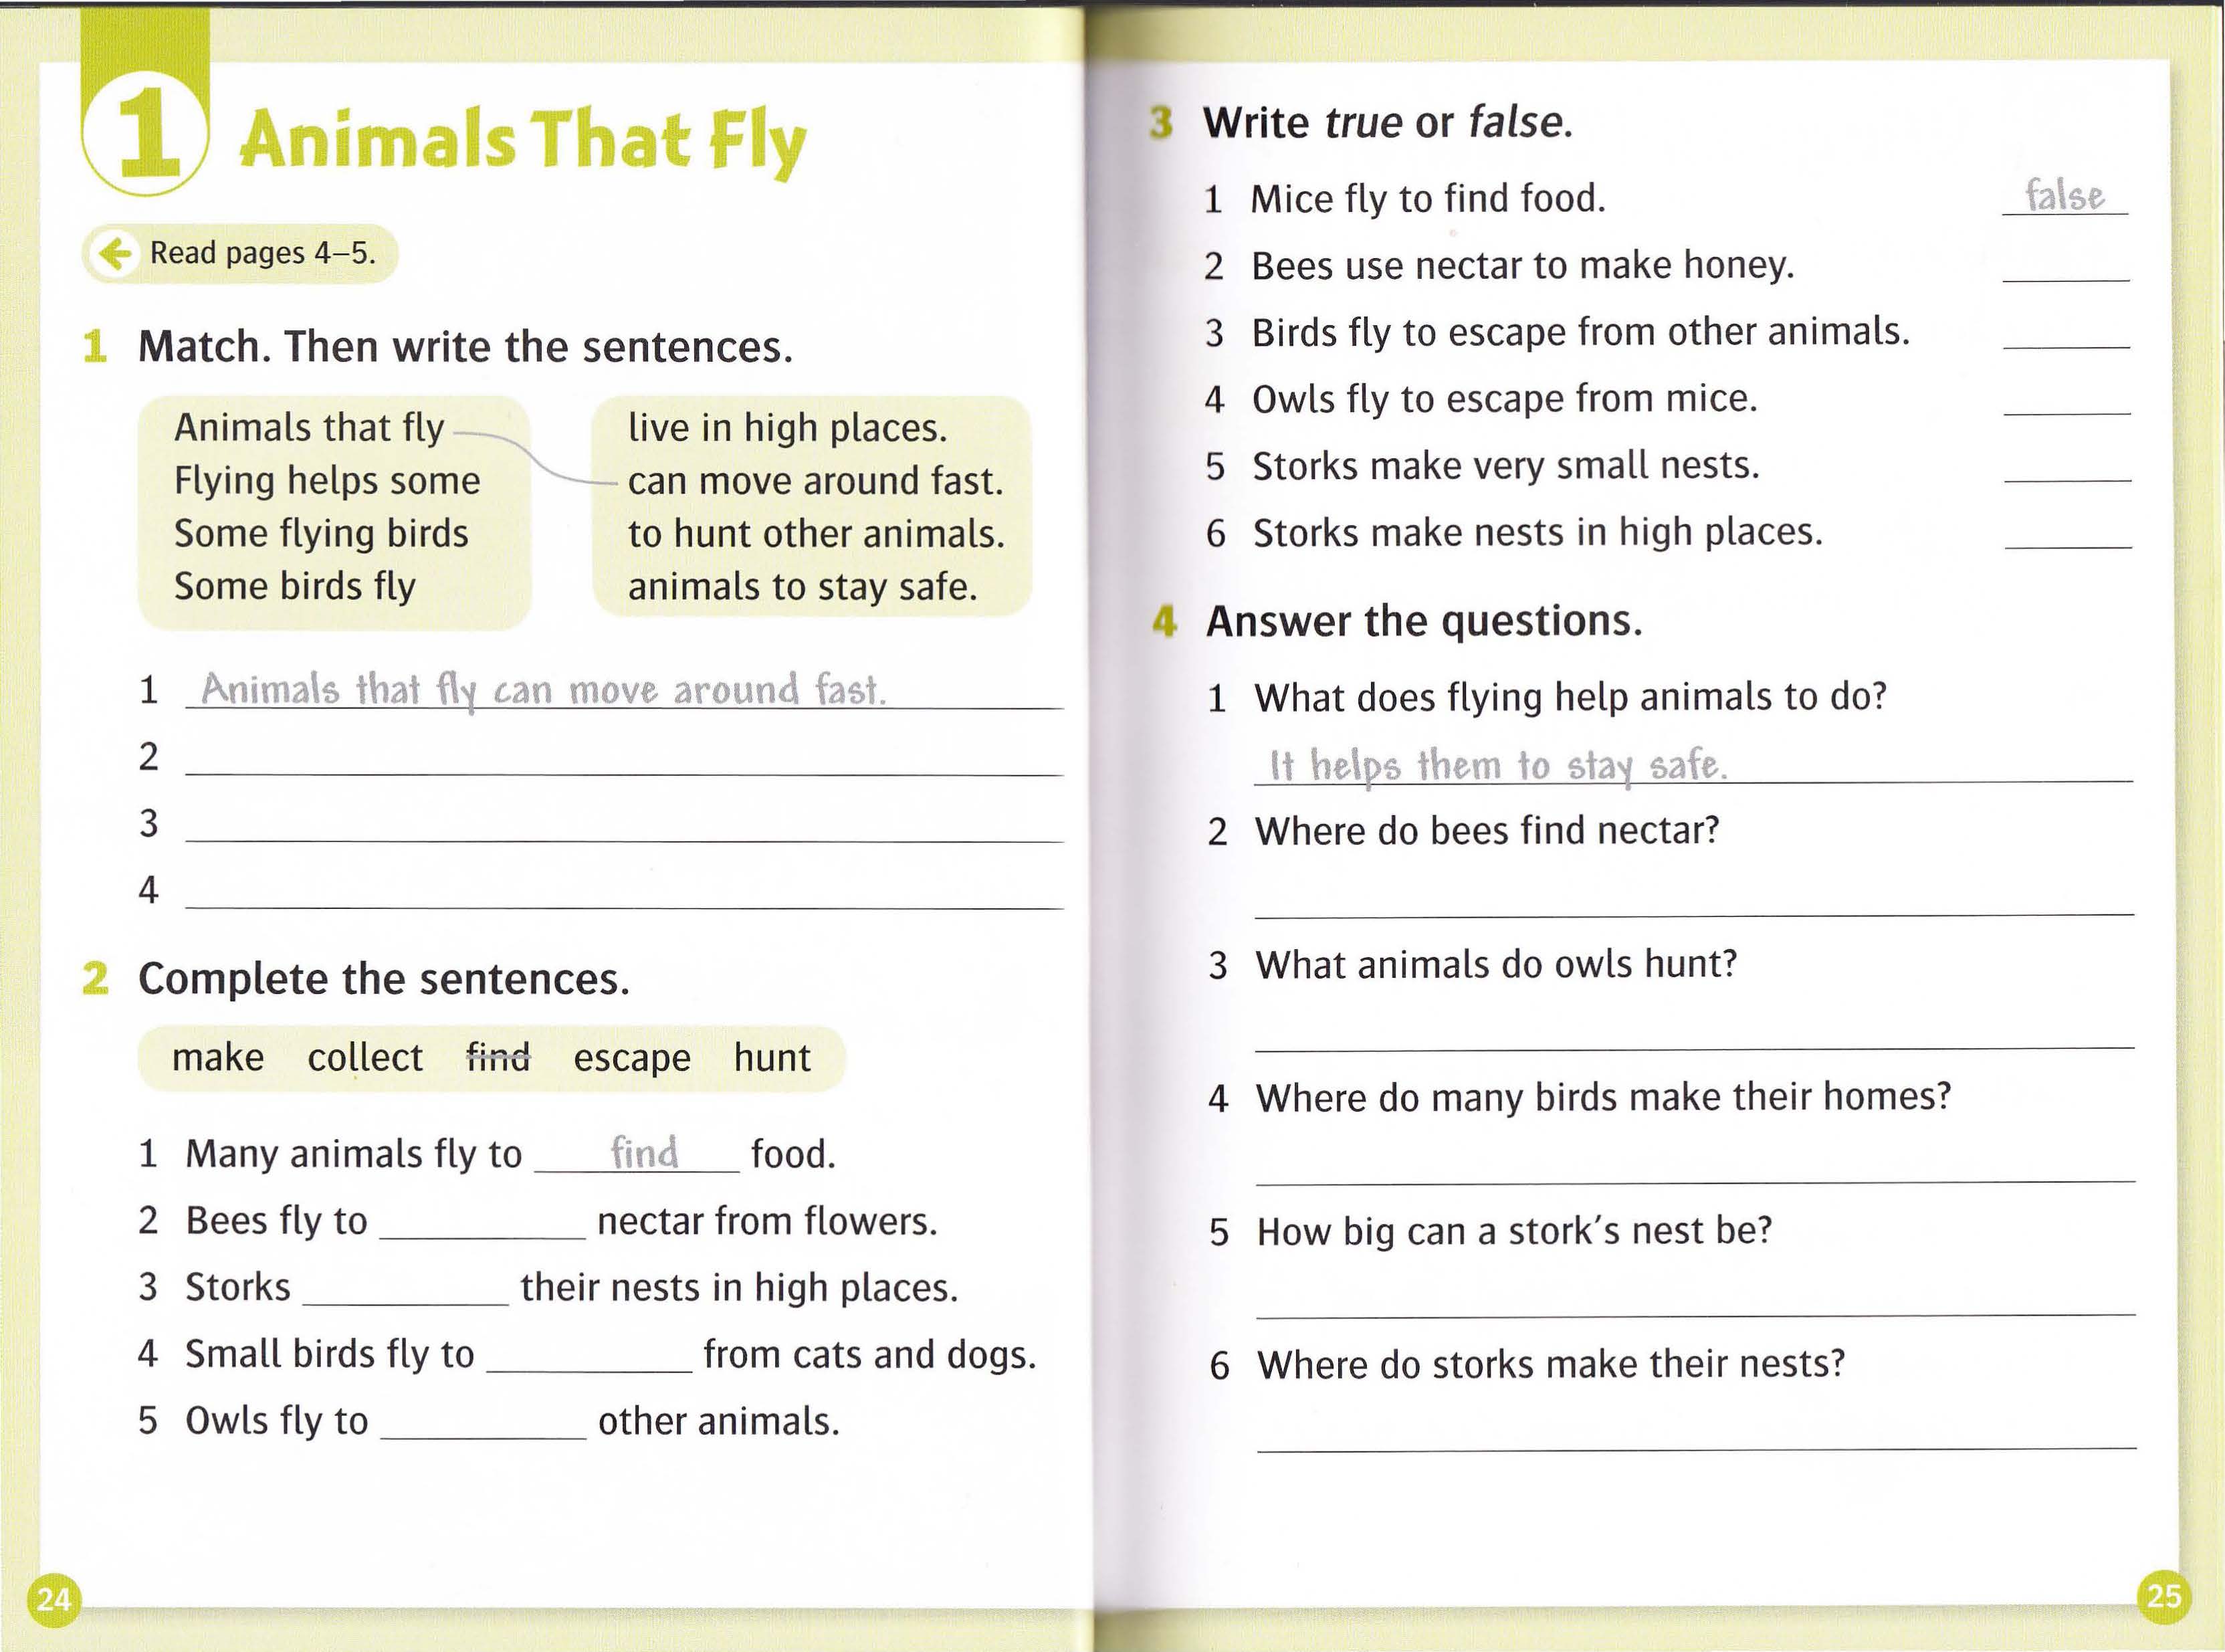 1 Animals That Fly
Read pages 4–5.
1 Match. Then write the sentences.
Animals that fly
Flying helps some
Some flying birds
Some birds fly
live in high places.
can move around fast.
to hunt other animals.
animals to stay safe.
1 Animals that fly can move around fast.
2
3
4
2 Complete the sentences.
make collect find escape hunt
1 Many animals fly to find food.
2 Bees fly to ____ nectar from flowers.
3 Storks ____ their nests in high places.
4 Small birds fly to ____ from cats and dogs.
5 Owls fly to ____ other animals.
24
3 Write true or false.
1 Mice fly to find food. false
2 Bees use nectar to make honey.
3 Birds fly to escape from other animals.
4 Owls fly to escape from mice.
5 Storks make very small nests.
6 Storks make nests in high places.
4 Answer the questions.
1 What does flying help animals to do?
It helps them to stay safe.
2 Where do bees find nectar?
3 What animals do owls hunt?
4 Where do many birds make their homes?
5 How big can a stork's nest be?
6 Where do storks make their nests?
25